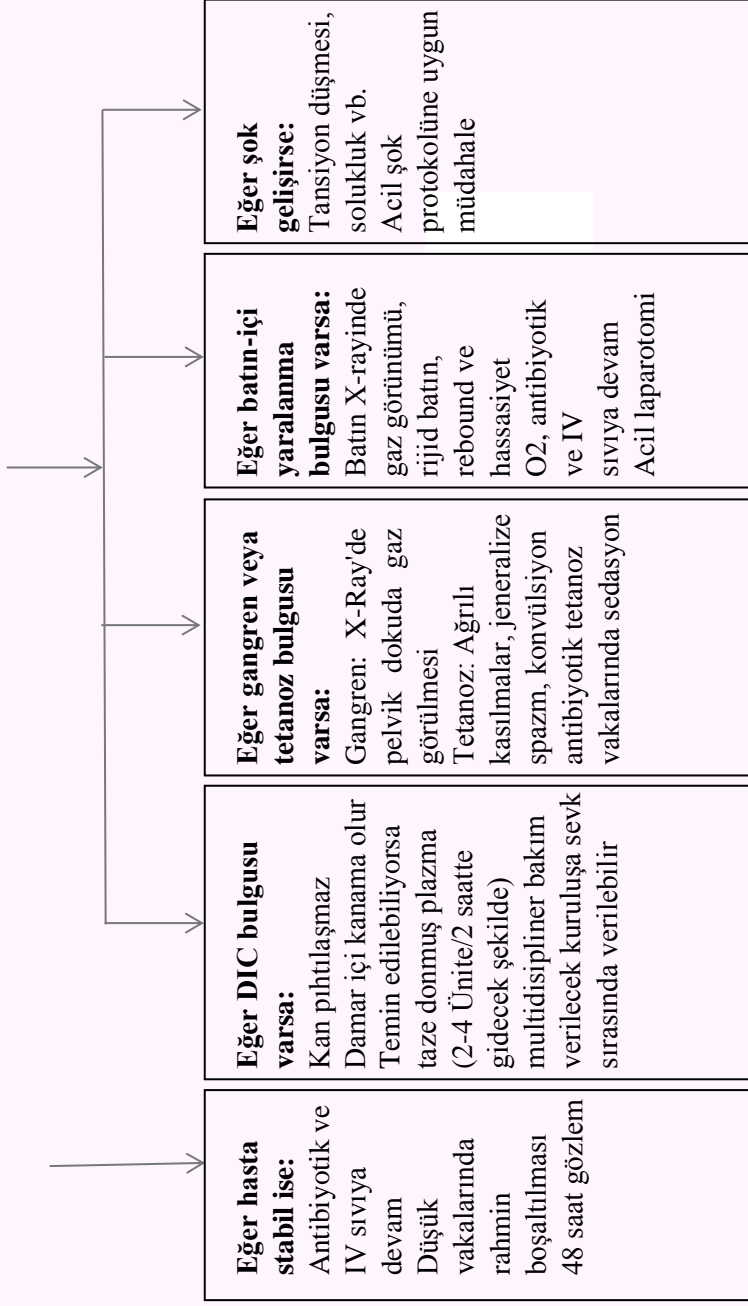 Eğer hasta
stabil ise:
Antibiyotik ve
IV sıvıya
devam
Düşük
vakalarında
rahmin
boşaltılması
48 saat gözlem
Eğer DIC bulgusu
varsa:
Kan pıhtılaşmaz
Damar içi kanama olur
Temin edilebiliyorsa
taze donmuş plazma
(2-4 Ünite/2 saatte
gidecek şekilde)
multidisipliner bakım
verilecek kuruluşa sevk
sırasında verilebilir
Eğer gangren veya
tetanoz bulgusu
varsa:
Gangren: X-Ray'de
pelvik dokuda gaz
görülmesi
Tetanoz: Ağrılı
kasılmalar, jeneralize
spazm, konvülsiyon
antibiyotik tetanoz
vakalarında sedasyon
Eğer batın-içi
yaralanma
bulgusu varsa:
Batın X-rayinde
gaz görünümü,
rijid batın,
rebound ve
hassasiyet
O2, antibiyotik
ve IV
sıvıya devam
Acil laparotomi
Eğer şok
gelişirse:
Tansiyon düşmesi,
solukluk vb.
Acil şok
protokolüne uygun
müdahale